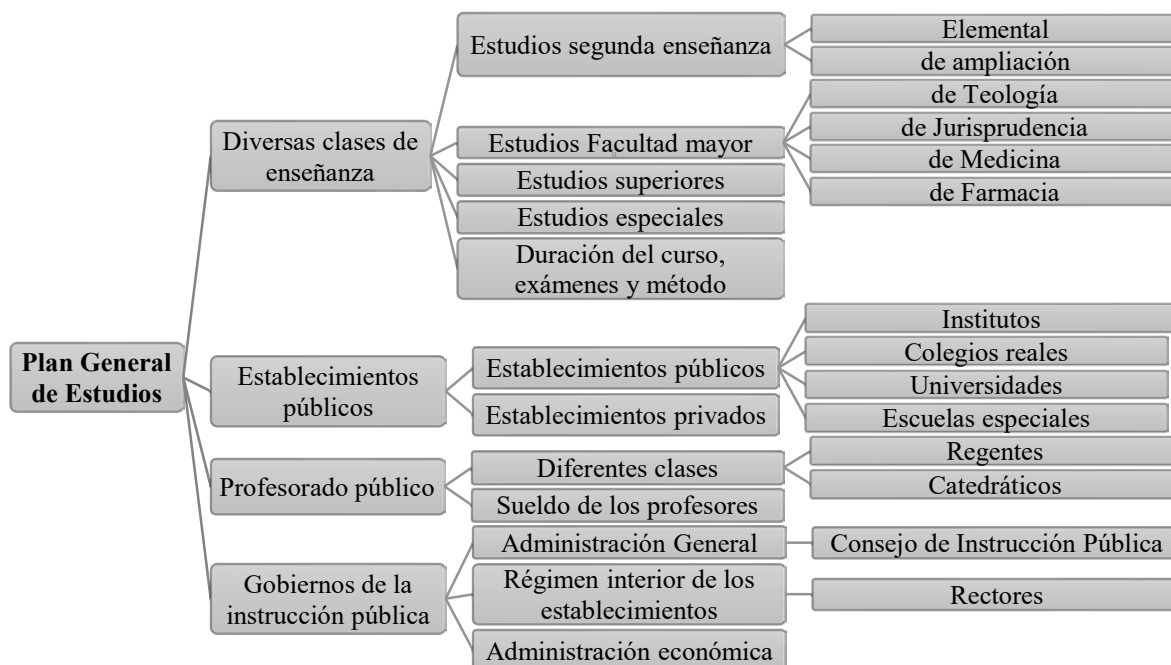 Plan General
de Estudios
Diversas clases de
enseñanza
Estudios segunda enseñanza
Elemental
de ampliación
Estudios Facultad mayor
de Teología
de Jurisprudencia
de Medicina
de Farmacia
Estudios superiores
Estudios especiales
Duración del curso,
exámenes y método
Establecimientos
públicos
Establecimientos públicos
Institutos
Colegios reales
Universidades
Escuelas especiales
Establecimientos privados
Profesorado público
Diferentes clases
Regentes
Catedráticos
Sueldo de los profesores
Gobiernos de la
instrucción pública
Administración General
Consejo de Instrucción Pública
Régimen interior de los
establecimientos
Rectores
Administración económica